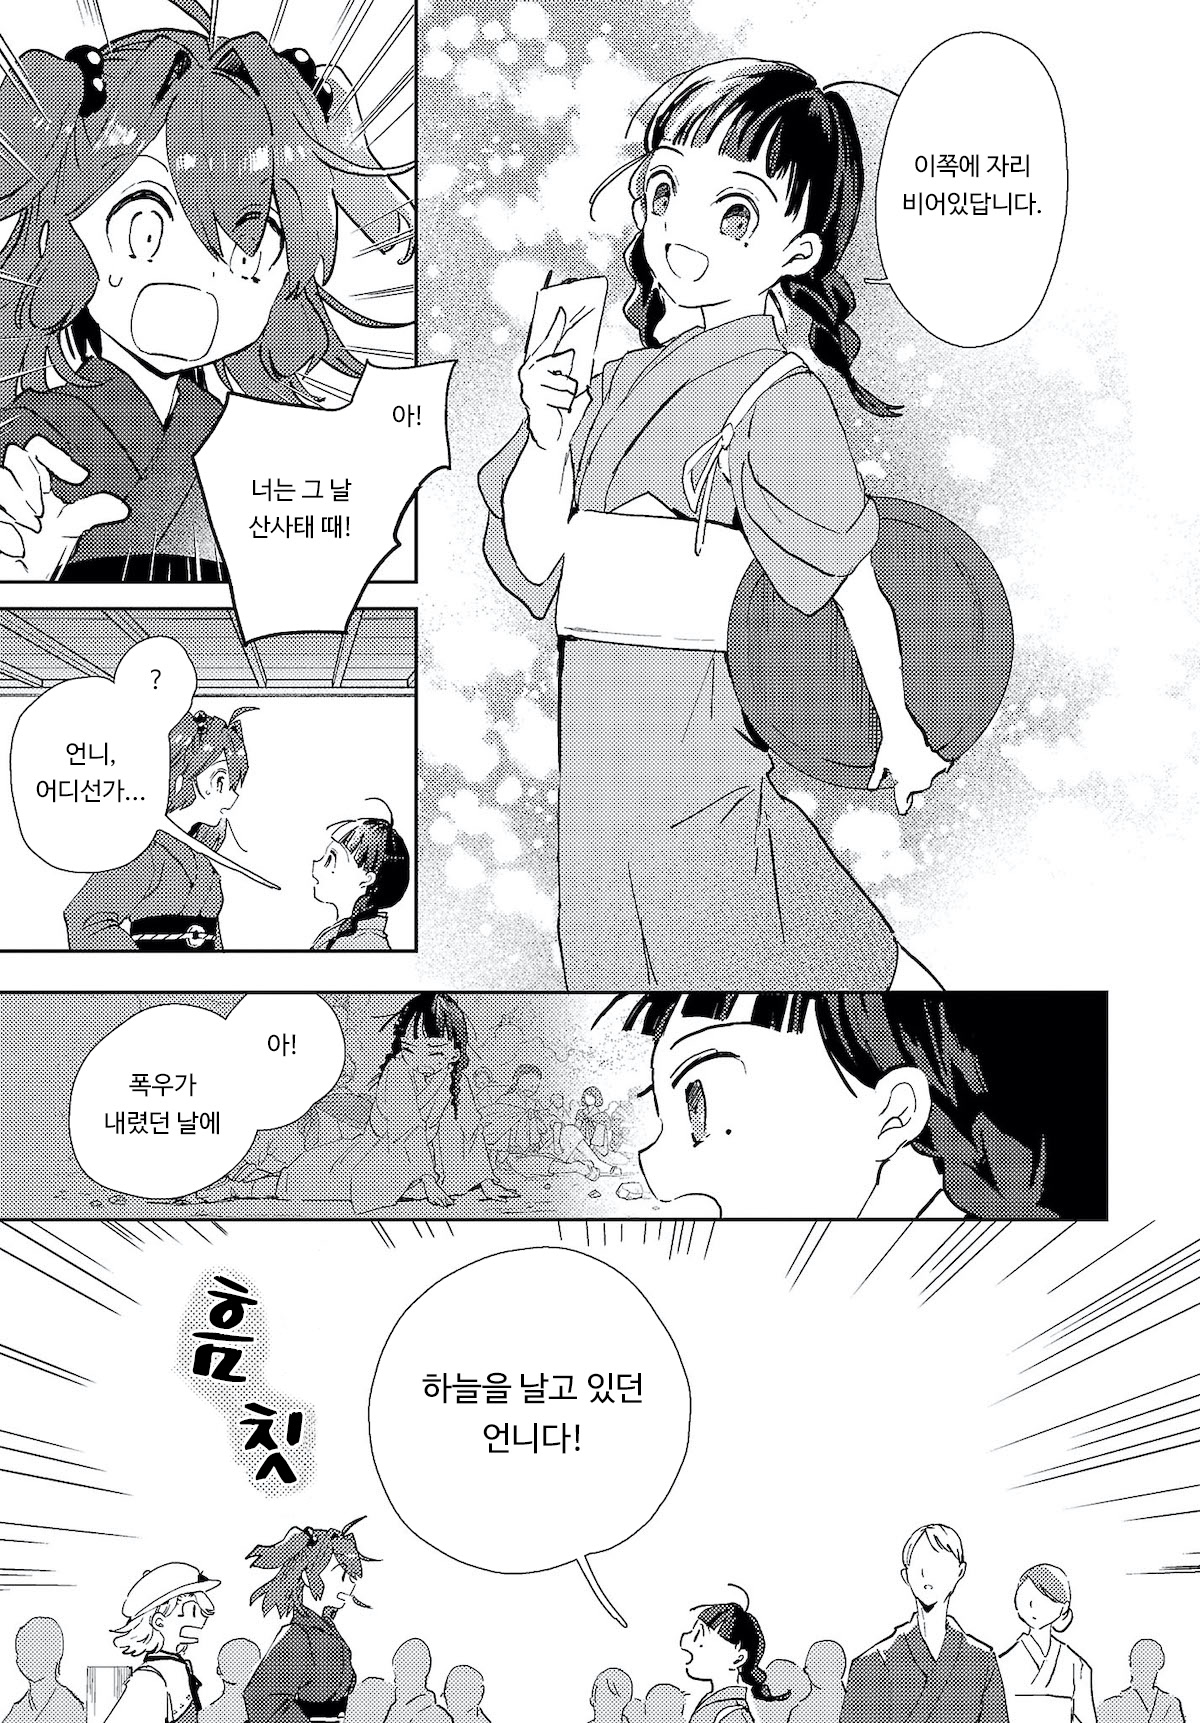 이쪽에 자리
비어있답니다.
아!
너는 그 날
산사태 때!
?
언니,
어디선가...
아!
폭우가
내렸던 날에
하늘을 날고 있던
언니다!
흠칫